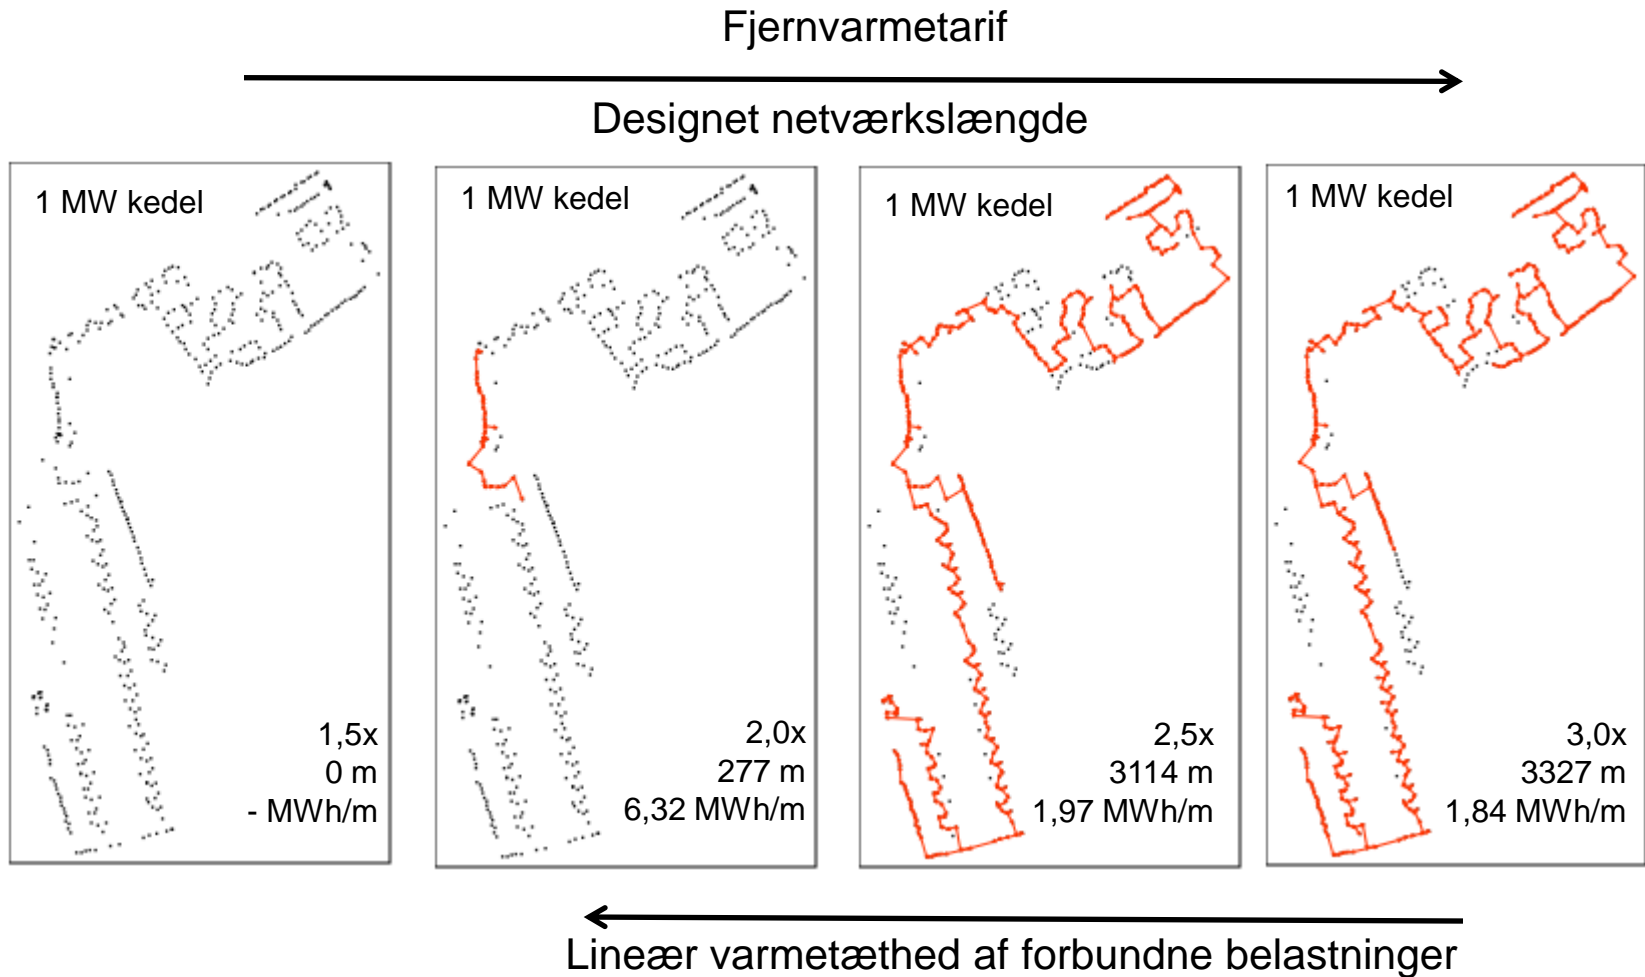 Fjernvarmetarif
Designet netværkslængde
1 MW kedel
1,5x
0 m
- MWh/m
1 MW kedel
2,0x
277 m
6,32 MWh/m
1 MW kedel
2,5x
3114 m
1,97 MWh/m
1 MW kedel
3,0x
3327 m
1,84 MWh/m
Lineær varmetæthed af forbundne belastninger